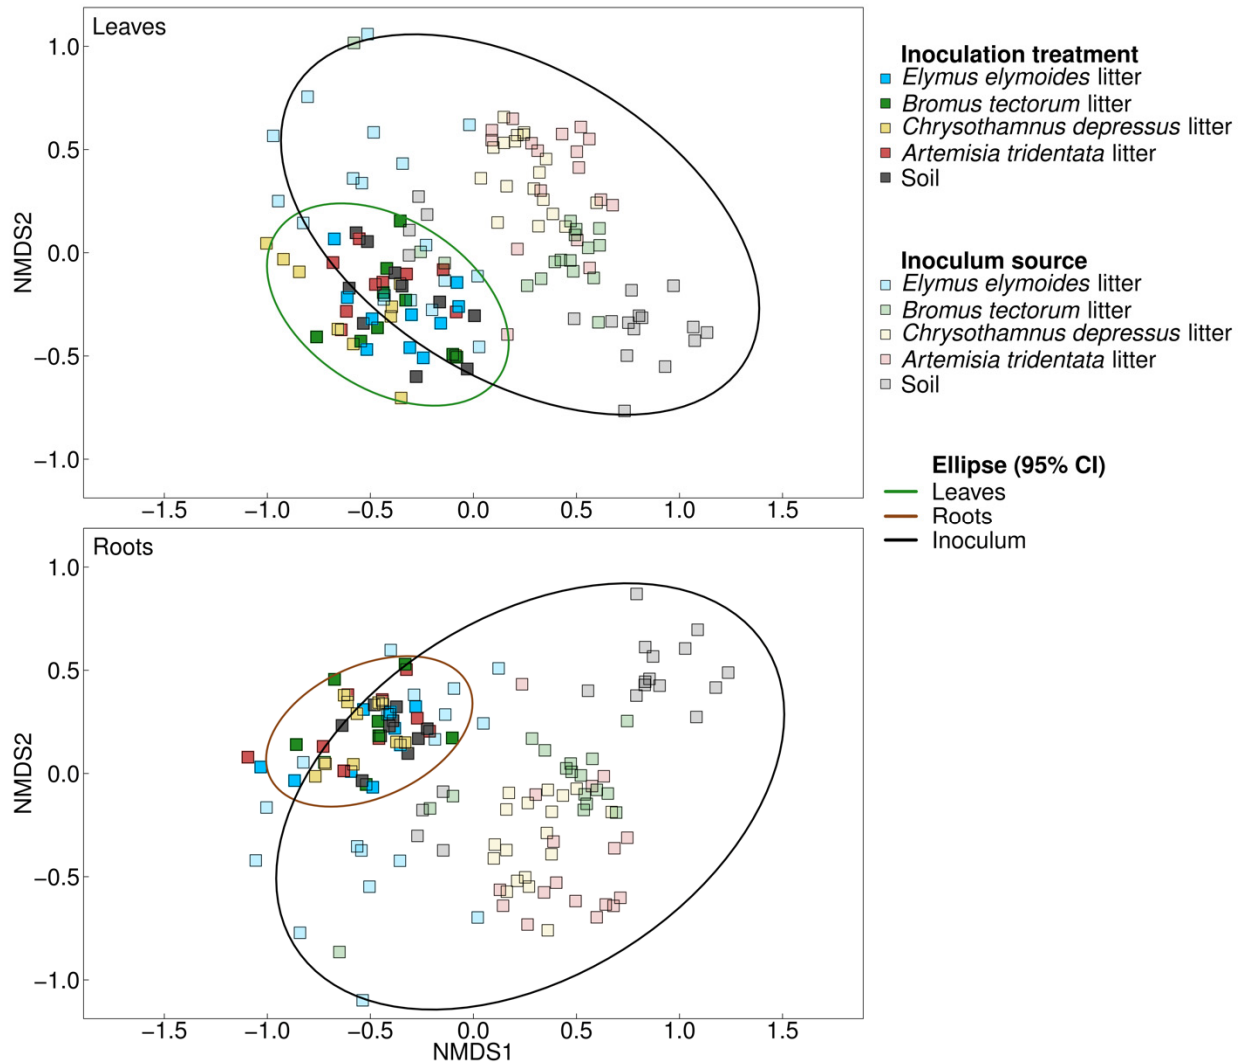 Leaves
1.0
0.5
0.0
−0.5
−1.0
NMDS2
−1.5
−1.0
−0.5
0.0
0.5
1.0
1.5
Roots
1.0
0.5
0.0
−0.5
−1.0
NMDS2
−1.5
−1.0
−0.5
0.0
0.5
1.0
1.5
NMDS1
Inoculation treatment
Elymus elymoides litter
Bromus tectorum litter
Chrysothamnus depressus litter
Artemisia tridentata litter
Soil
Inoculum source
Elymus elymoides litter
Bromus tectorum litter
Chrysothamnus depressus litter
Artemisia tridentata litter
Soil
Ellipse (95% CI)
Leaves
Roots
Inoculum